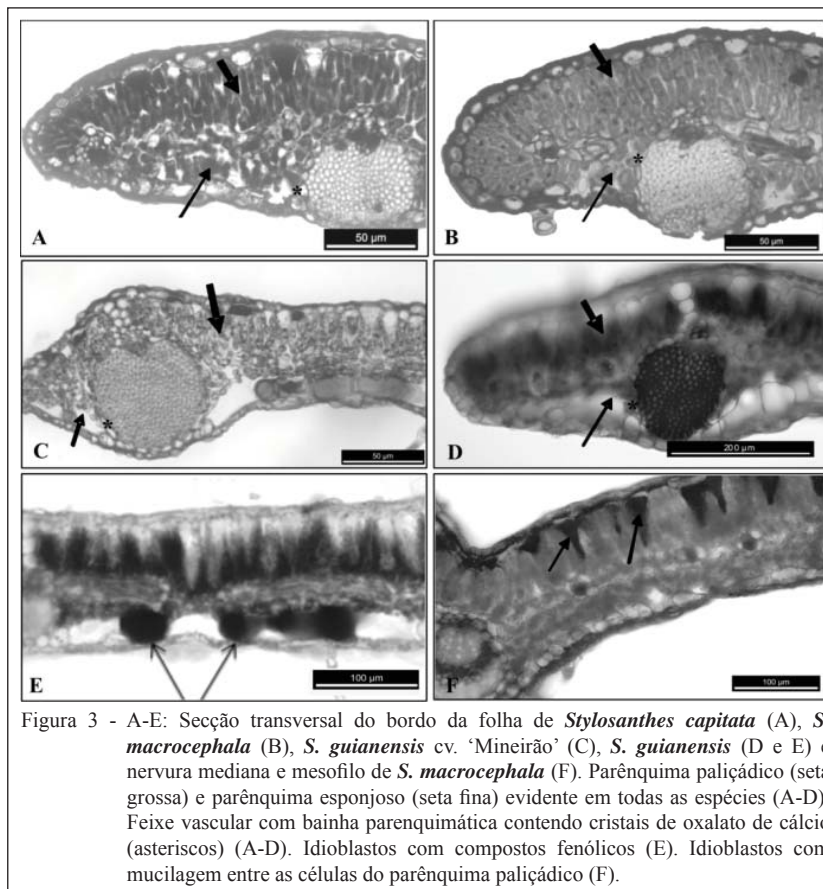 A
50 µm
B
50 µm
C
50 µm
D
200 µm
E
100 µm
F
100 µm
Figura 3 - A-E: Secção transversal do bordo da folha de Stylosanthes capitata (A), S.
macrocephala (B), S. guianensis cv. ‘Mineirão’ (C), S. guianensis (D e E) e
nervura mediana e mesofilo de S. macrocephala (F). Parênquima paliçádico (seta
grossa) e parênquima esponjoso (seta fina) evidente em todas as espécies (A-D)
Feixe vascular com bainha parenquimática contendo cristais de oxalato de cálcio
(asteriscos) (A-D). Idioblastos com compostos fenólicos (E). Idioblastos com
mucilagem entre as células do parênquima paliçádico (F).